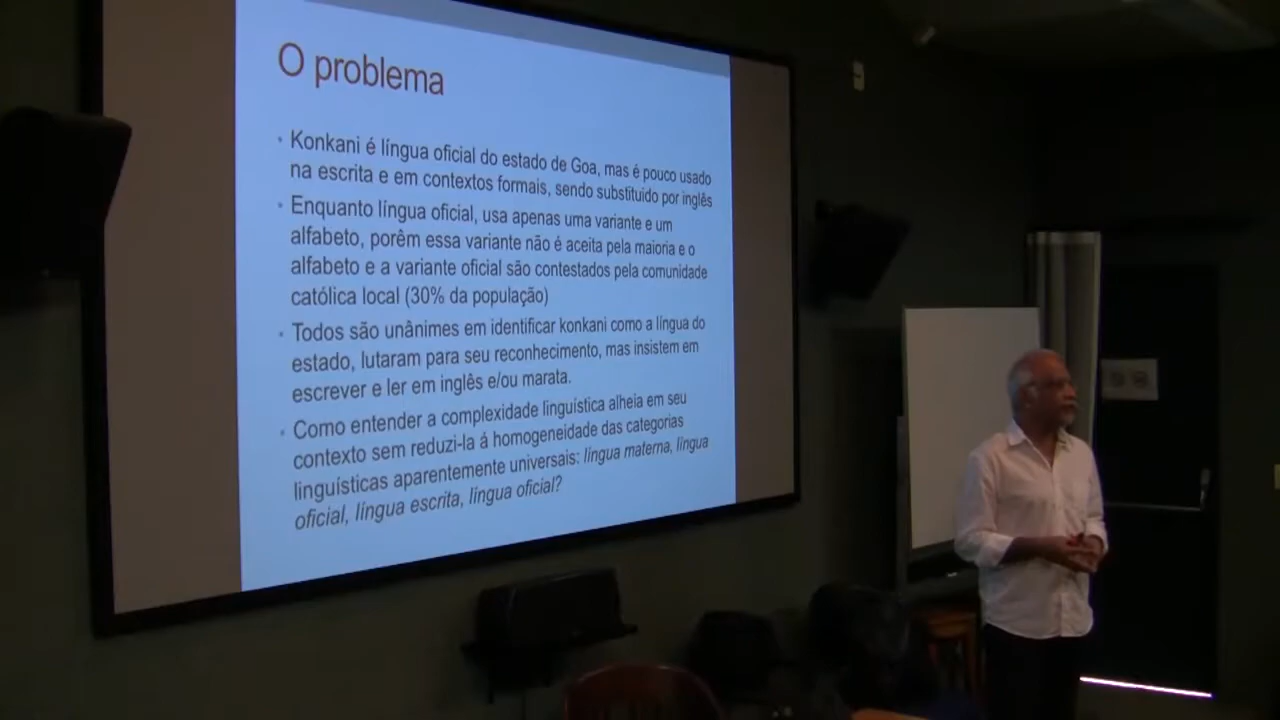 O problema
• Konkani é língua oficial do estado de Goa, mas é pouco usado
na escrita e em contextos formais, sendo substituido por inglês
• Enquanto língua oficial, usa apenas uma variante e um
alfabeto, porêm essa variante não é aceita pela maioria e o
alfabeto e a variante oficial são contestados pela comunidade
católica local (30% da população)
• Todos são unânimes em identificar konkani como a língua do
estado, lutaram para seu reconhecimento, mas insistem em
escrever e ler em inglês e/ou marata.
• Como entender a complexidade linguística alheia em seu
contexto sem reduzi-la á homogeneidade das categorias
linguísticas aparentemente universais: língua materna, língua
oficial, língua escrita, língua oficial?